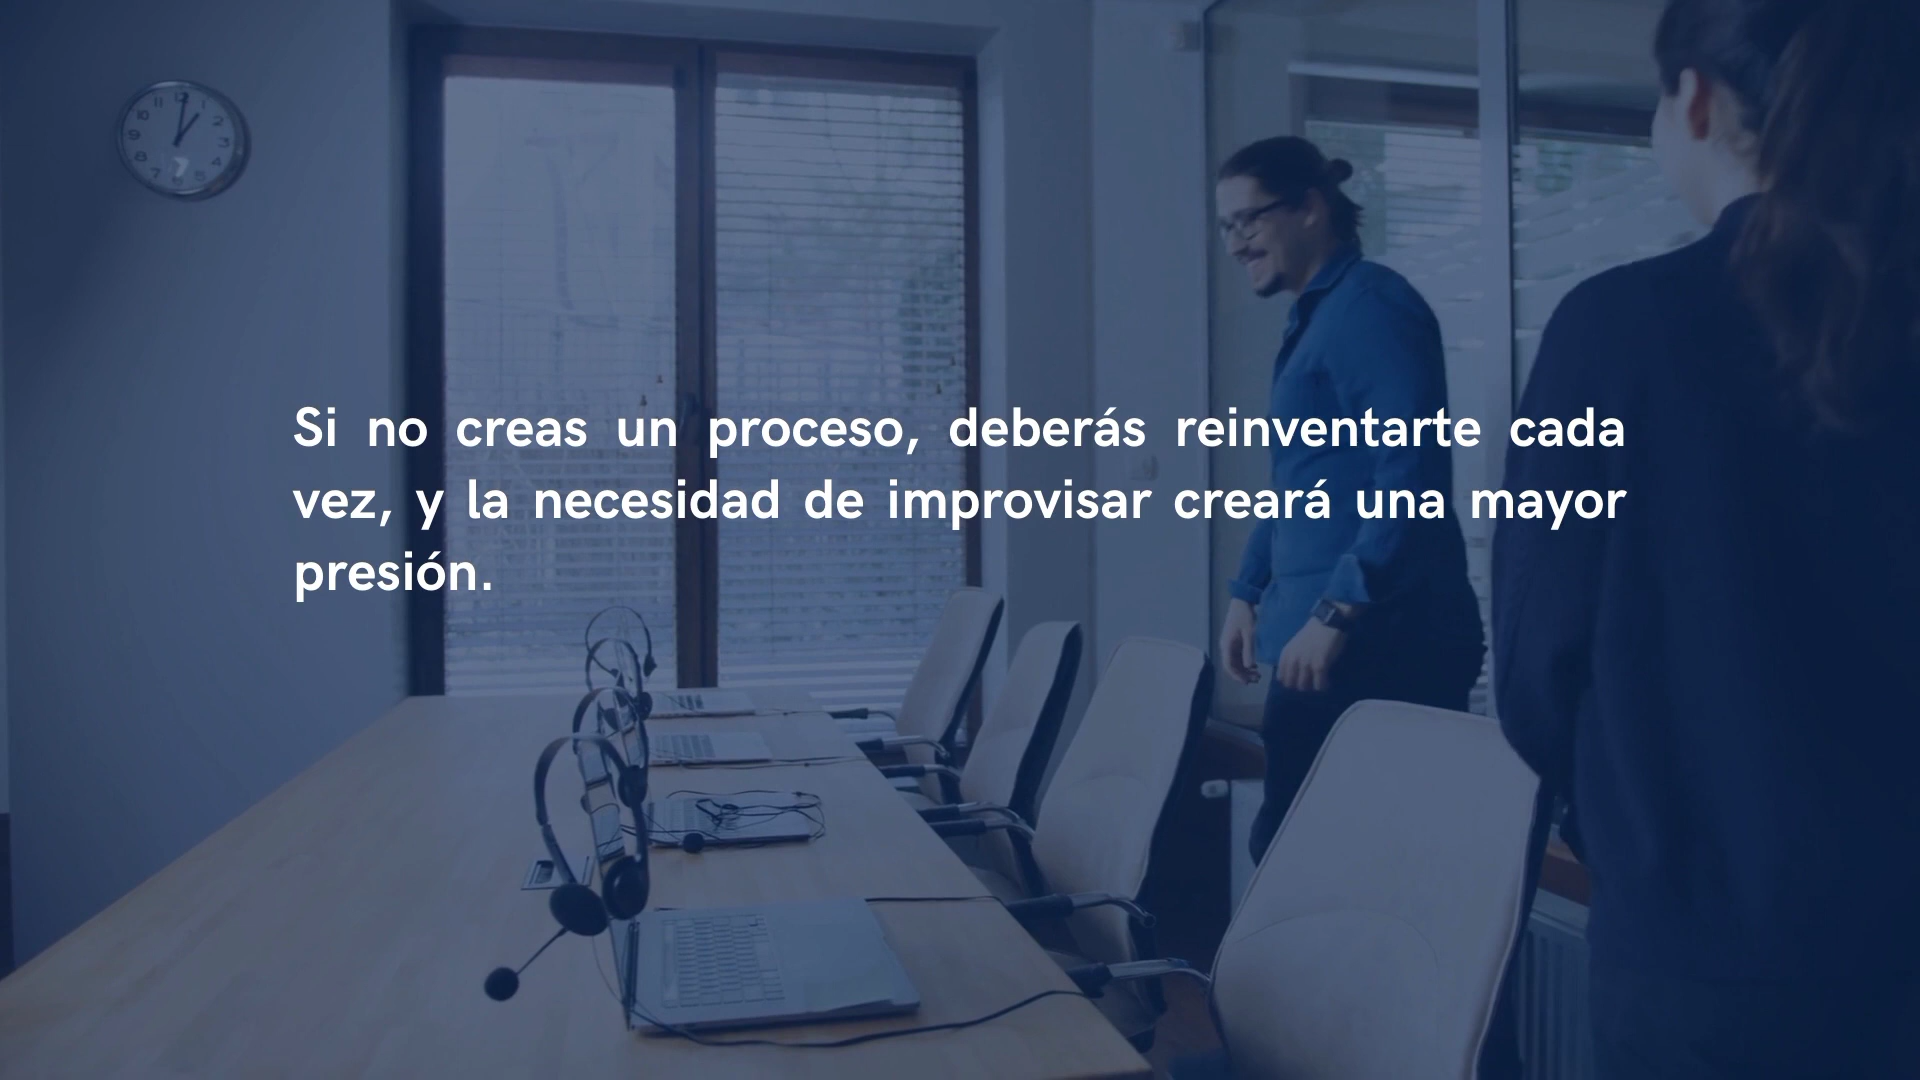 Si no creas un proceso, deberás reinventarte cada
vez, y la necesidad de improvisar creará una mayor
presión.